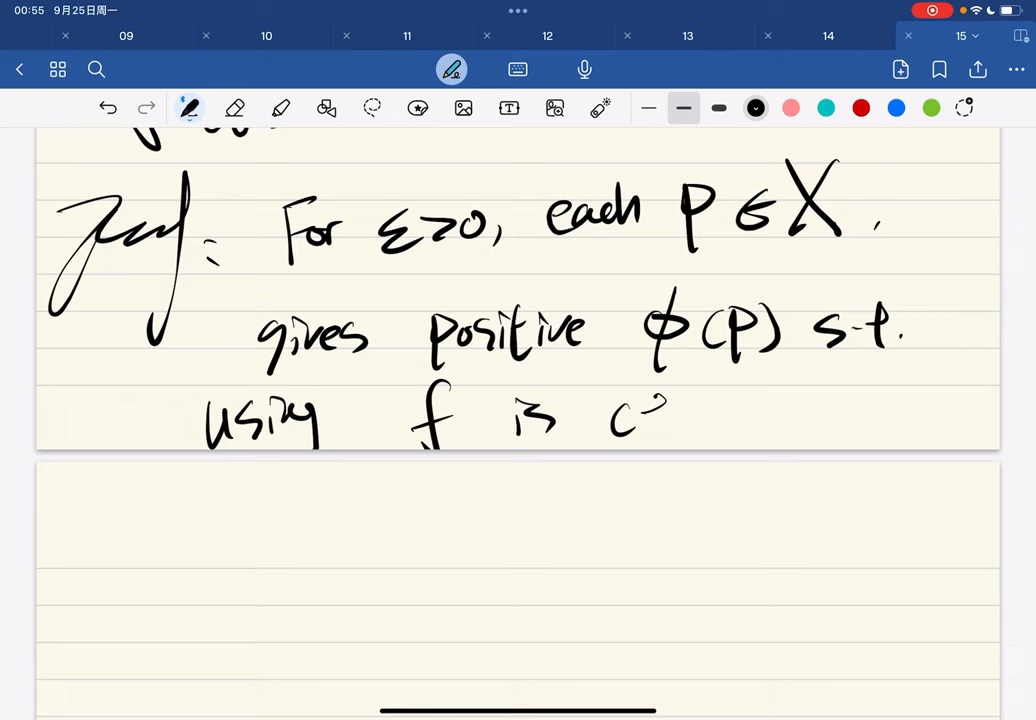 00:55 9月25日周一
09 10 11 12 13 14 15
For ε>0, each p ∈ X.
gives positive φ(p) s.t.
using f is c